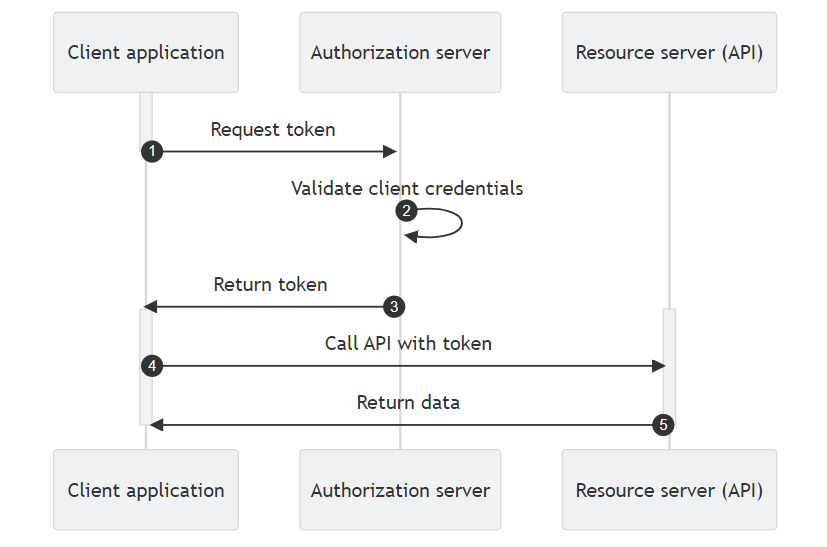 Client application
Authorization server
Resource server (API)
Request token
1
Validate client credentials
2
Return token
3
Call API with token
4
Return data
5
Client application
Authorization server
Resource server (API)